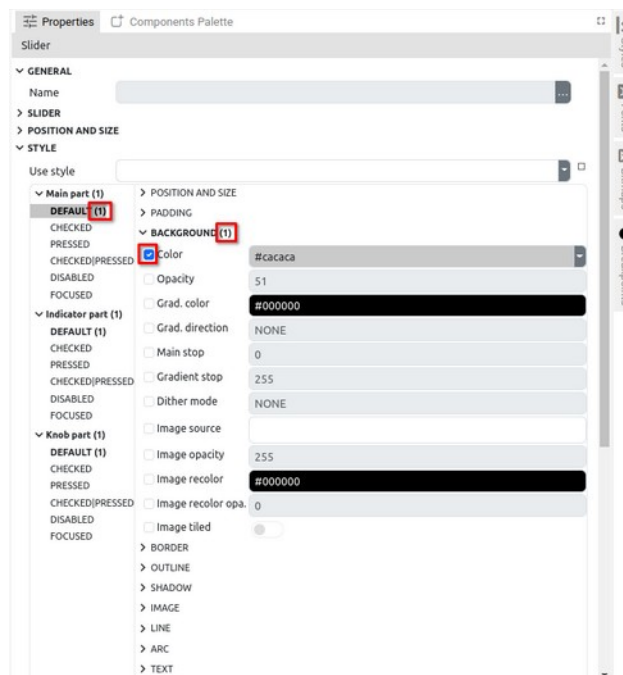 Properties Components Palette
Slider
GENERAL
Name ...
SLIDER
POSITION AND SIZE
STYLE
Use style
Main part (1)
DEFAULT (1)
CHECKED
PRESSED
CHECKED|PRESSED
DISABLED
FOCUSED
Indicator part (1)
DEFAULT (1)
CHECKED
PRESSED
CHECKED|PRESSED
DISABLED
FOCUSED
Knob part (1)
DEFAULT (1)
CHECKED
PRESSED
CHECKED|PRESSED
DISABLED
FOCUSED
POSITION AND SIZE
PADDING
BACKGROUND (1)
Color #cacaca
Opacity 51
Grad. color #000000
Grad. direction NONE
Main stop 0
Gradient stop 255
Dither mode NONE
Image source
Image opacity 255
Image recolor #000000
Image recolor opa. 0
Image tiled
BORDER
OUTLINE
SHADOW
IMAGE
LINE
ARC
TEXT